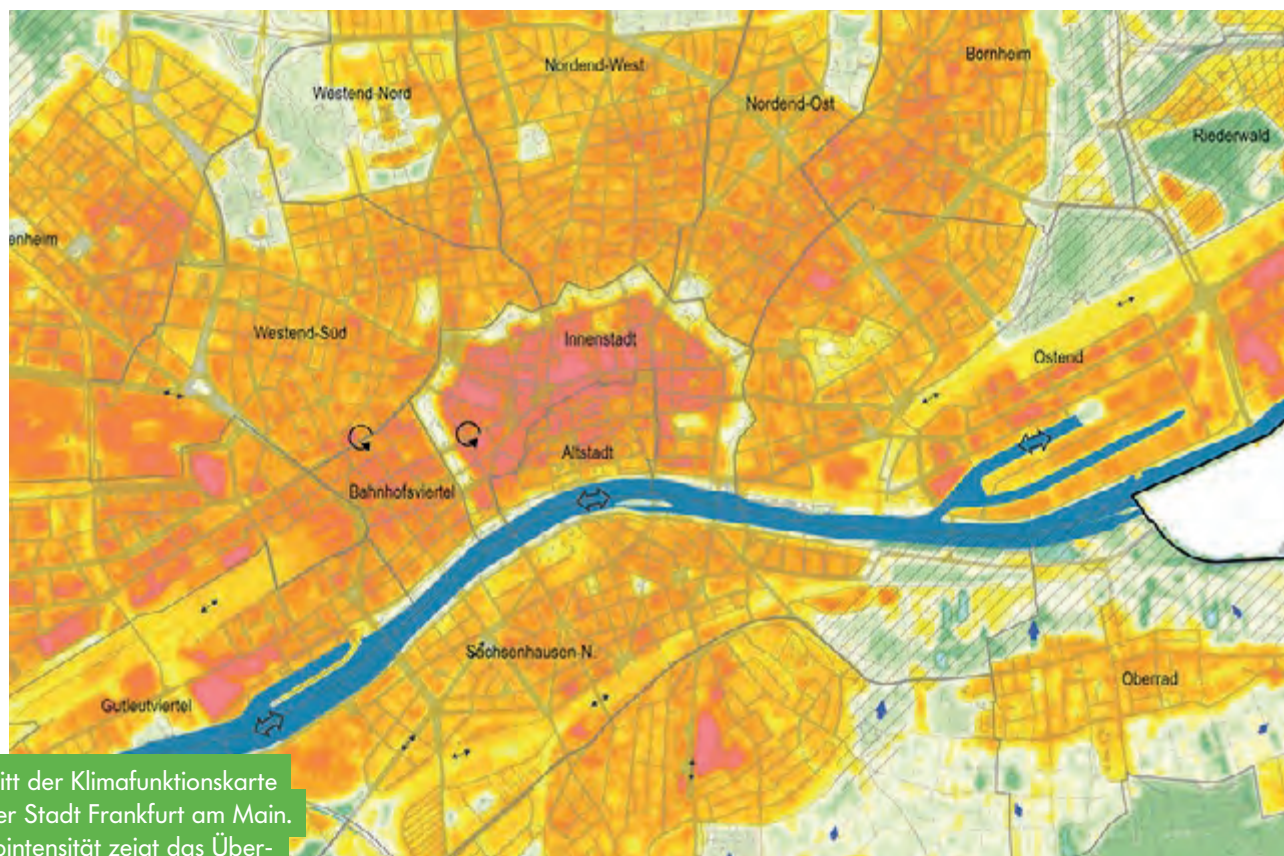 Bornheim
Nordend-West
Westend-Nord
Nordend-Ost
Riederwald
enheim
Westend-Süd
Innenstadt
Ostend
Altstadt
Bahnhofsviertel
Sachsenhausen-N.
Oberrad
Gutleutviertel
itt der Klimafunktionskarte
er Stadt Frankfurt am Main.
bintensität zeigt das Über-